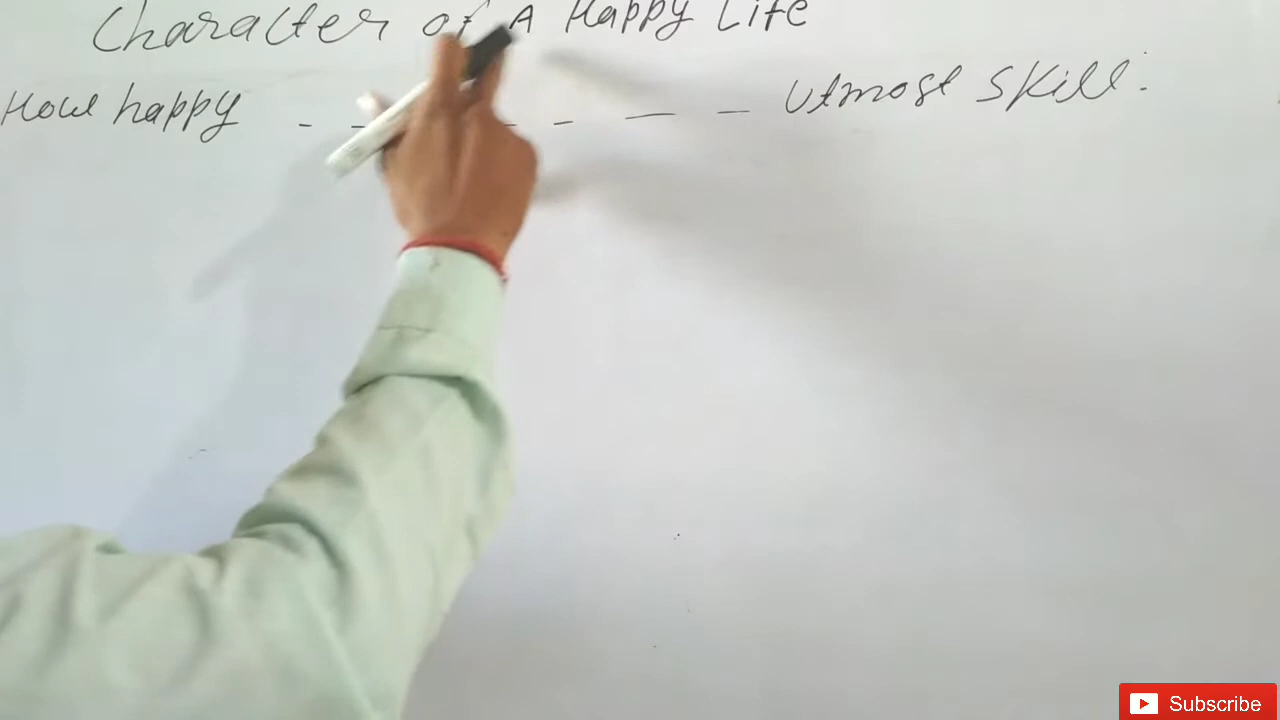 Character of A Happy Life
How happy - - - - - - Utmost Skill.
Subscribe